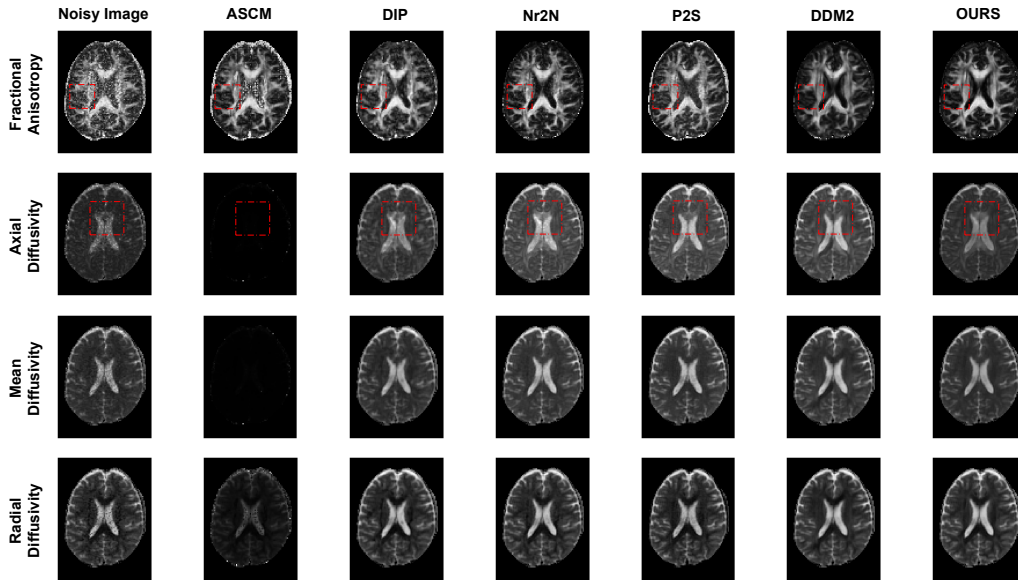 Noisy Image ASCM DIP Nr2N P2S DDM2 OURS
Fractional
Anisotropy
Axial
Diffusivity
Mean
Diffusivity
Radial
Diffusivity